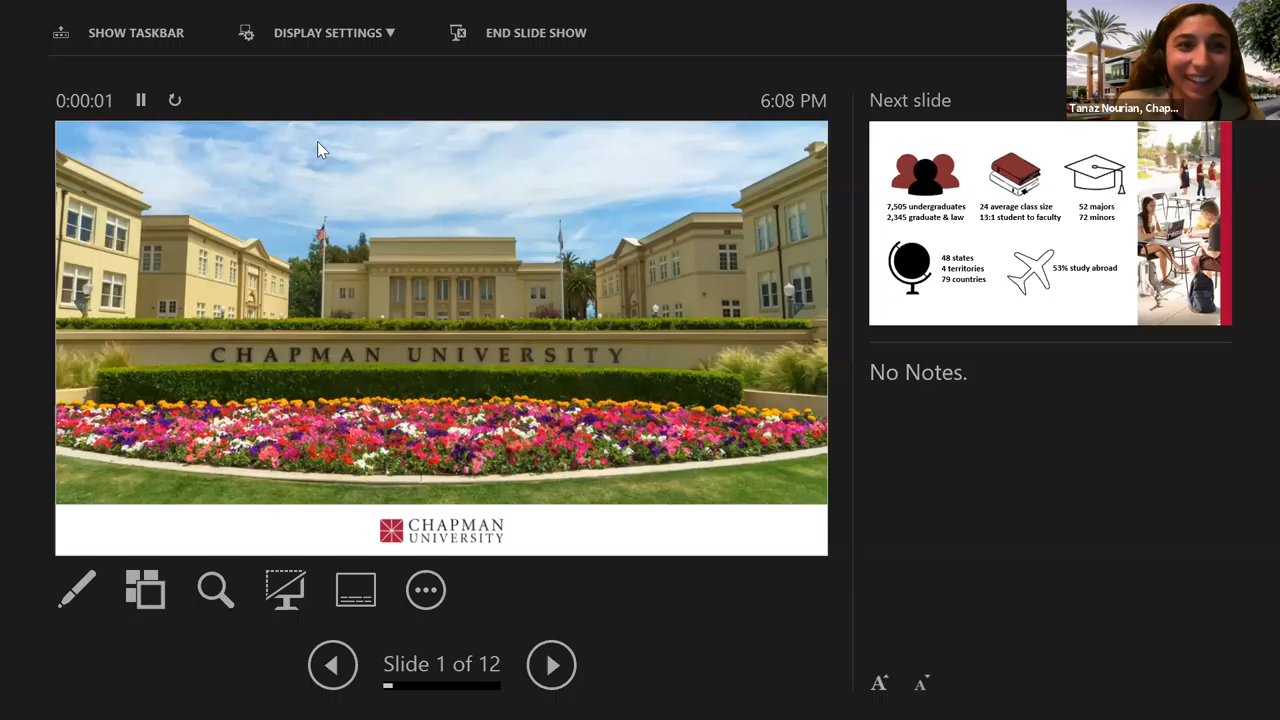 SHOW TASKBAR
DISPLAY SETTINGS ▼
END SLIDE SHOW
Tanaz Nourian, Chap...
0:00:01
6:08 PM
Next slide
CHAPMAN UNIVERSITY
CHAPMAN
UNIVERSITY
7,505 undergraduates
2,345 graduate & law
24 average class size
13:1 student to faculty
52 majors
72 minors
48 states
4 territories
79 countries
53% study abroad
No Notes.
Slide 1 of 12
A
A